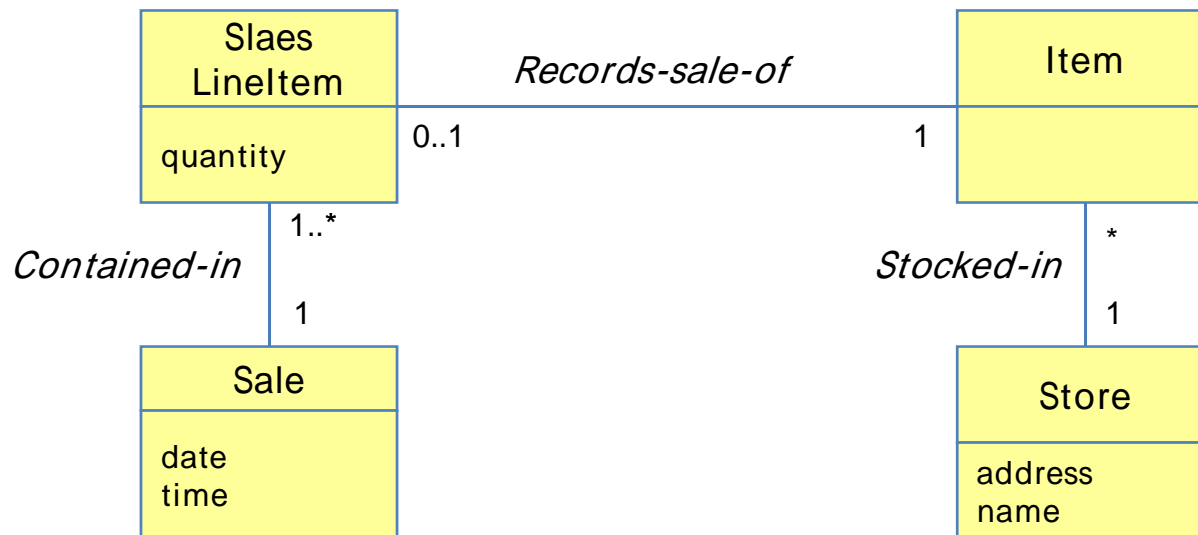 Slaes
LineItem
quantity
Records-sale-of
0..1
1
Item
1..*
Contained-in
1
*
Stocked-in
1
Sale
date
time
Store
address
name